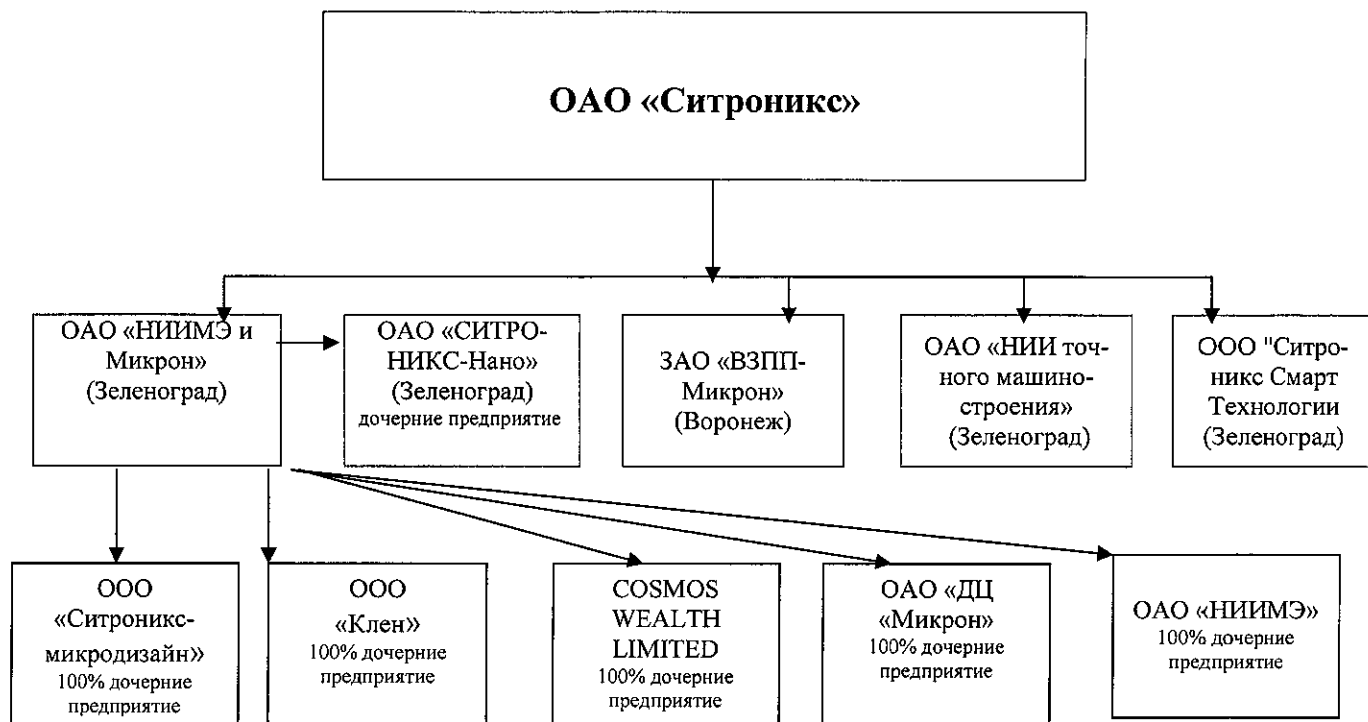 ОАО «Ситроникс»
ОАО «НИИМЭ и
Микрон»
(Зеленоград)
ОАО «СИТРО-
НИКС-Нано»
(Зеленоград)
дочерние предприятие
ЗАО «ВЗПП-
Микрон»
(Воронеж)
ОАО «НИИ точ-
ного машино-
строения»
(Зеленоград)
ООО "Ситро-
никс Смарт
Технологии
(Зеленоград)
ООО
«Ситроникс-
микродизайн»
100% дочерние
предприятие
ООО
«Клен»
100% дочерние
предприятие
COSMOS
WEALTH
LIMITED
100% дочерние
предприятие
ОАО «ДЦ
«Микрон»
100% дочерние
предприятие
ОАО «НИИМЭ»
100% дочерние
предприятие